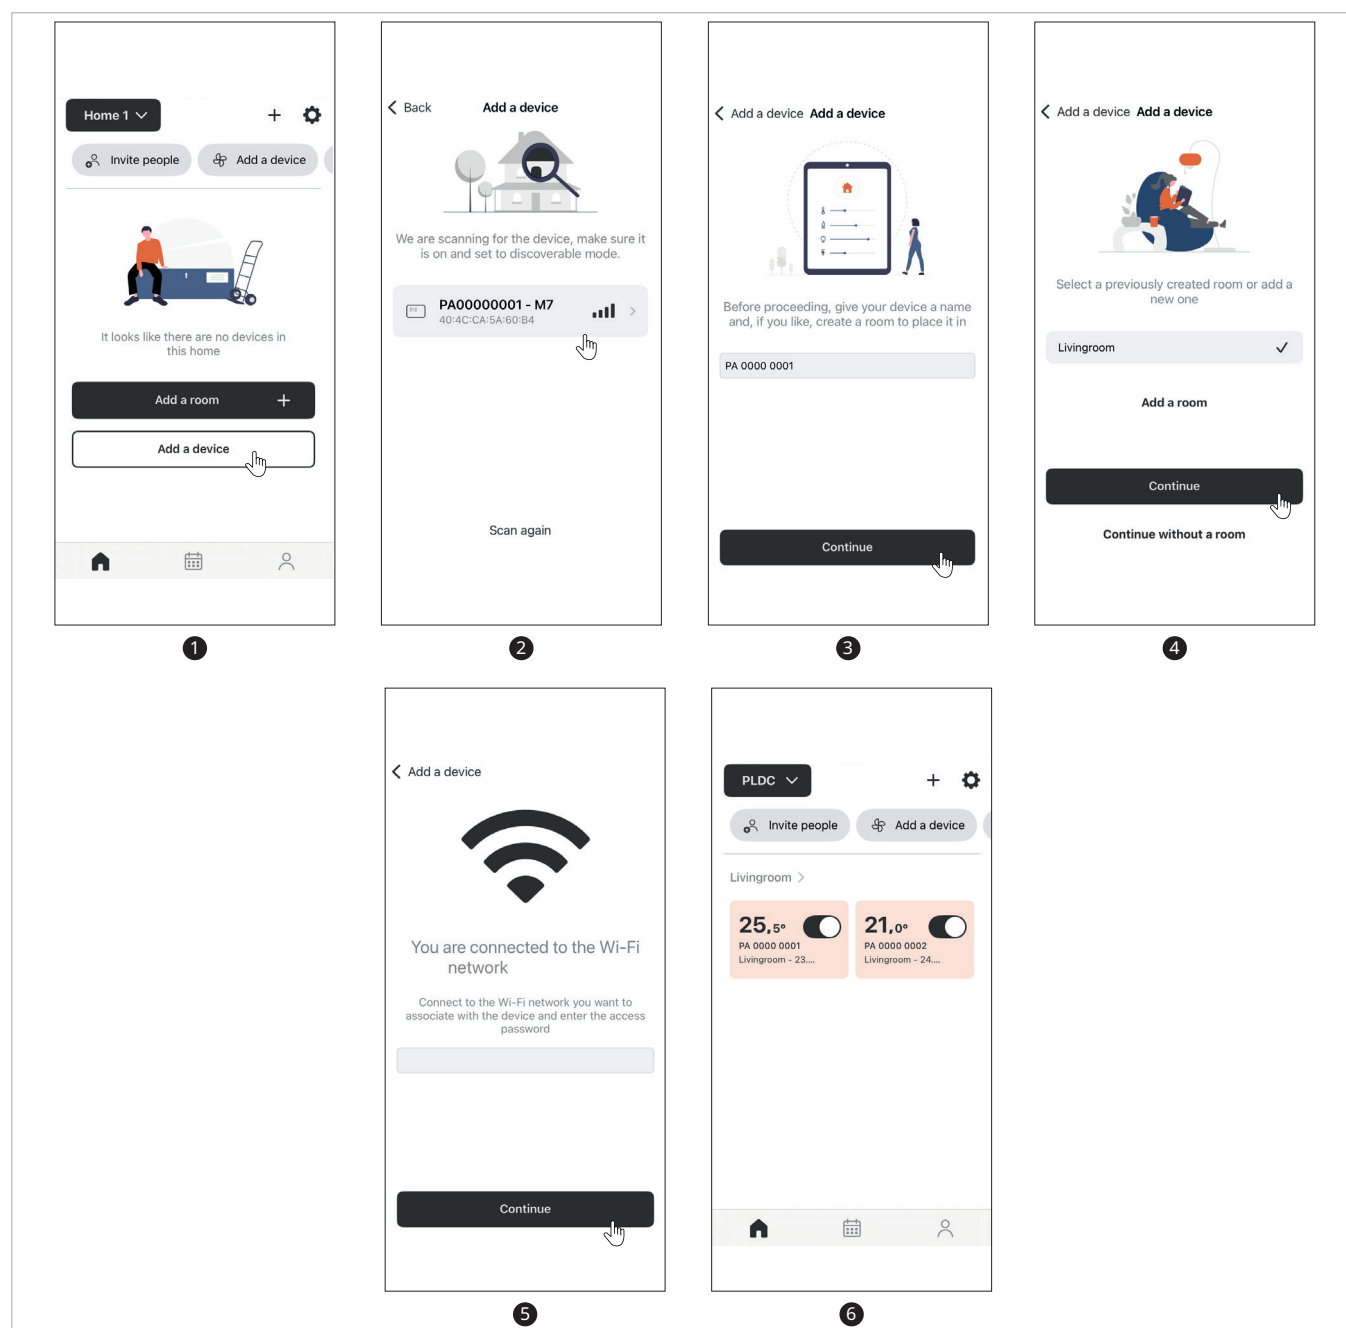 Home 1
Invite people
Add a device
It looks like there are no devices in
this home
Add a room
Add a device
1
Back
Add a device
We are scanning for the device, make sure it
is on and set to discoverable mode.
PA00000001 - M7
40:4C:CA:5A:60:B4
Scan again
2
Add a device Add a device
Before proceeding, give your device a name
and, if you like, create a room to place it in
PA 0000 0001
Continue
3
Add a device Add a device
Select a previously created room or add a
new one
Livingroom
Add a room
Continue
Continue without a room
4
Add a device
You are connected to the Wi-Fi
network
Connect to the Wi-Fi network you want to
associate with the device and enter the access
password
Continue
5
PLDC
Invite people
Add a device
Livingroom
25,5°
PA 0000 0001
Livingroom - 23....
21,0°
PA 0000 0002
Livingroom - 24....
6